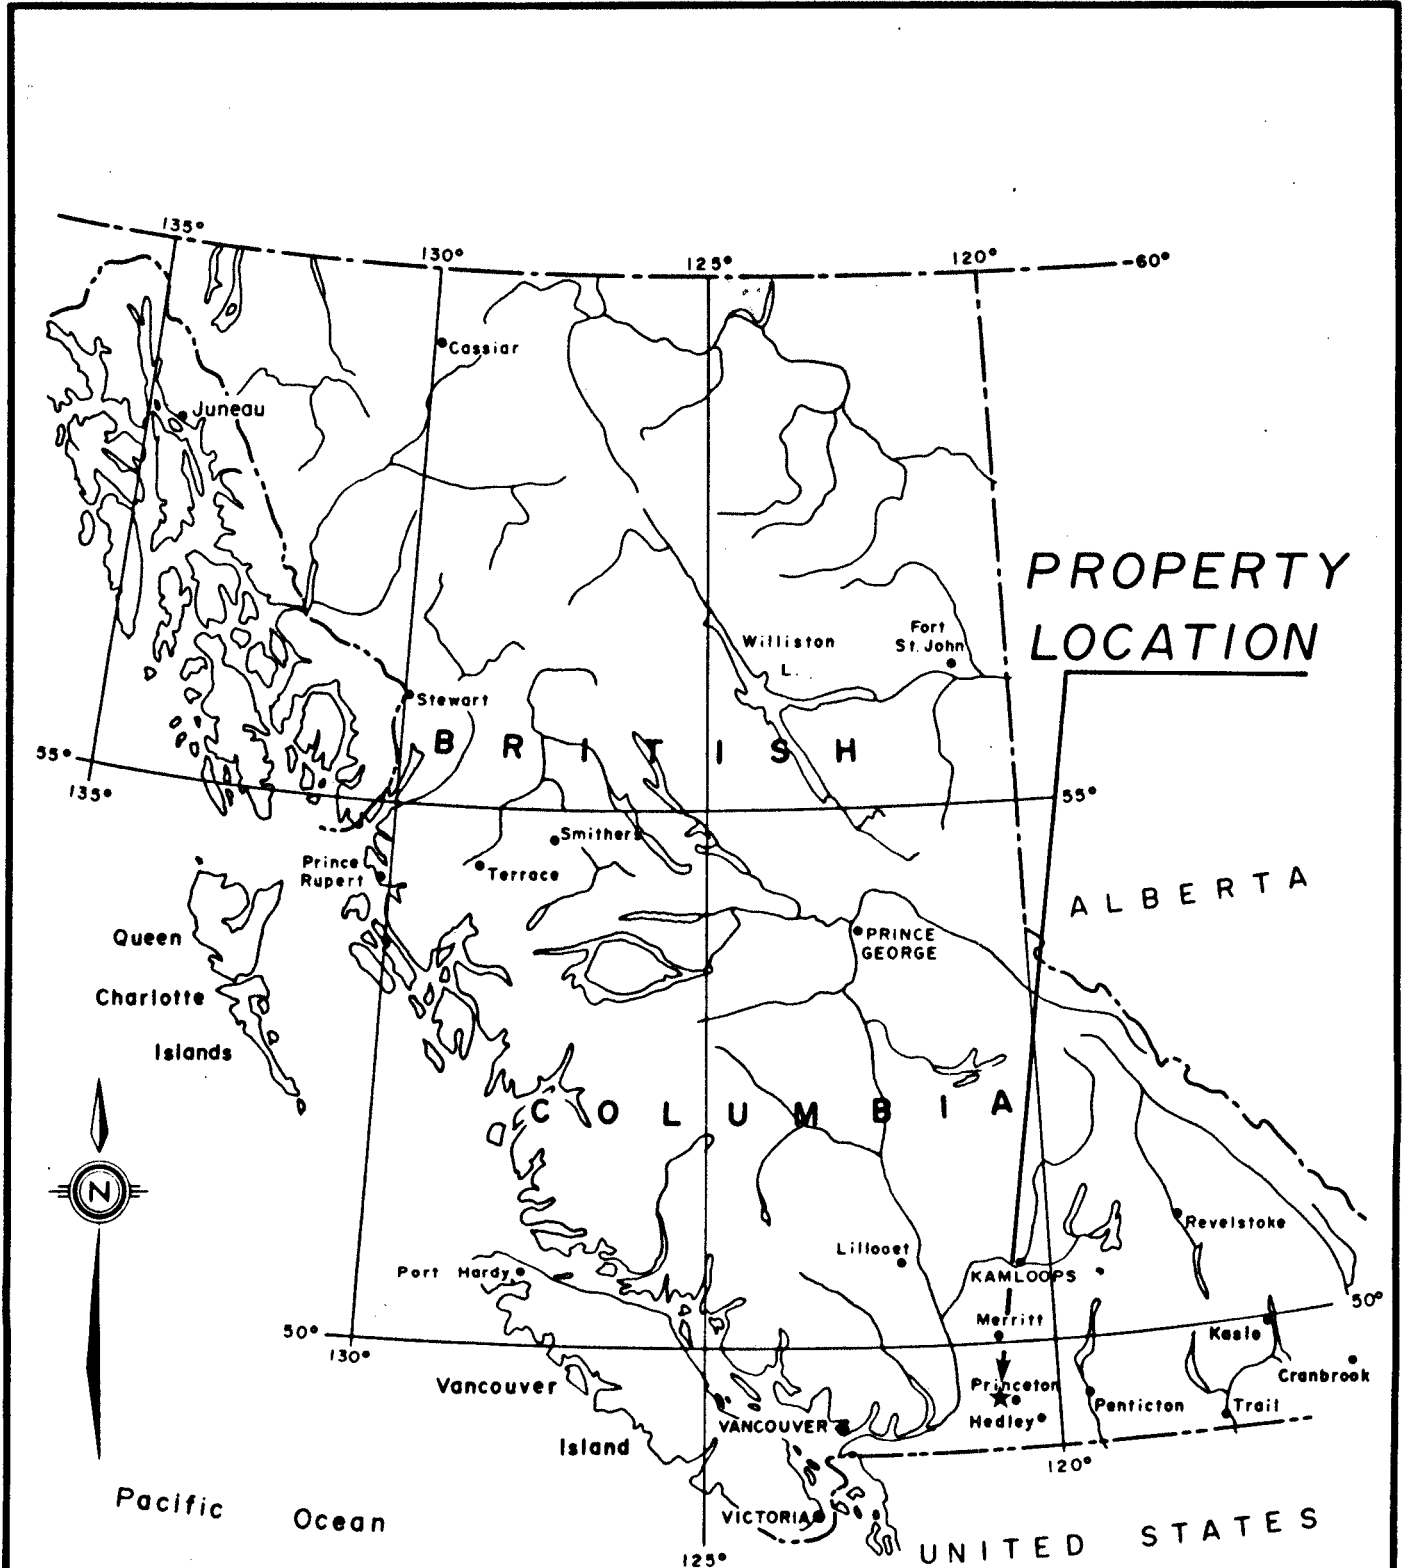 135°
130°
125°
120°
60°
Cassiar
Juneau
PROPERTY
LOCATION
Williston
L.
Fort
St. John
Stewart
BRITISH
55°
135°
55°
Smithers
Prince
Rupert
Terrace
ALBERTA
Queen
Charlotte
Islands
PRINCE
GEORGE
COLUMBIA
N
Revelstoke
Lillooet
Port Hardy
KAMLOOPS
50°
Merritt
Kaslo
50°
130°
Cranbrook
Vancouver
Island
Princeton
Hedley
Penticton
Trail
VANCOUVER
120°
Pacific Ocean
VICTORIA
UNITED STATES
125°